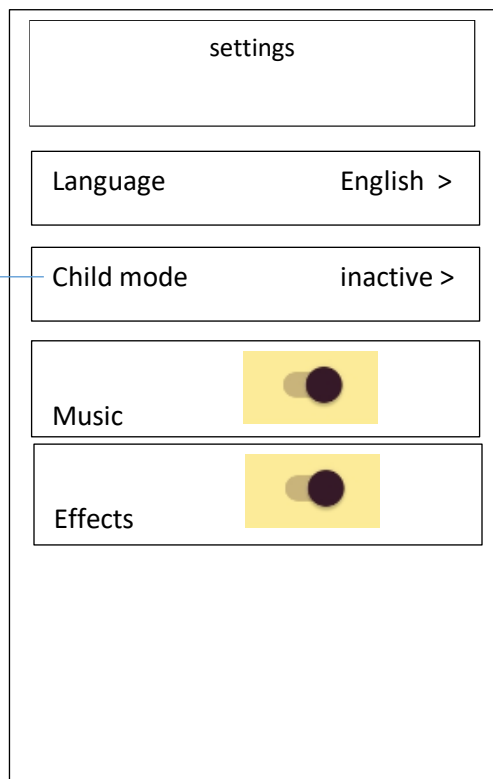 settings
Language English >
Child mode inactive >
Music
Effects